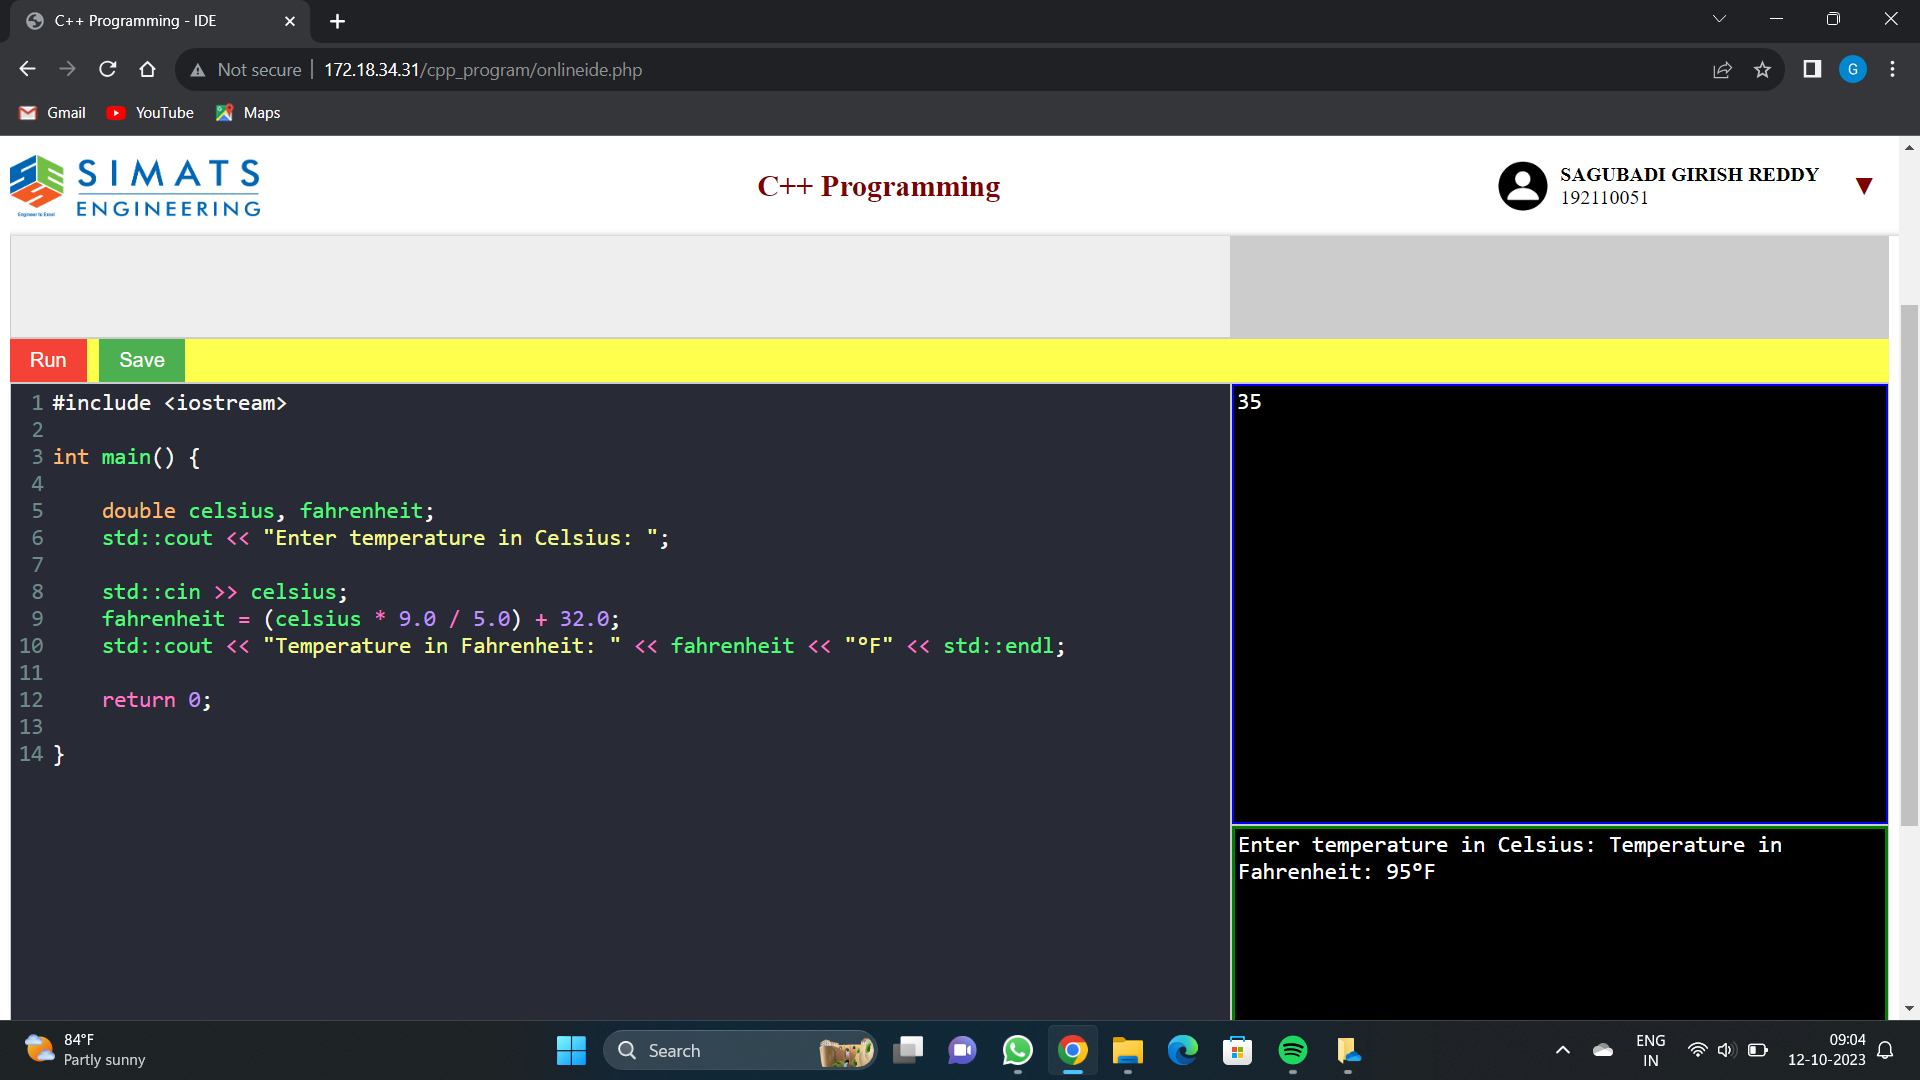 C++ Programming - IDE
Not secure
172.18.34.31/cpp_program/onlineide.php
G
Gmail
YouTube
Maps
SIMATS
ENGINEERING
Engineer to Excel
C++ Programming
SAGUBADI GIRISH REDDY
192110051
Run
Save
1 #include <iostream>
2
3 int main() {
4
5     double celsius, fahrenheit;
6     std::cout << "Enter temperature in Celsius: ";
7
8     std::cin >> celsius;
9     fahrenheit = (celsius * 9.0 / 5.0) + 32.0;
10     std::cout << "Temperature in Fahrenheit: " << fahrenheit << "°F" << std::endl;
11
12     return 0;
13
14 }
35
Enter temperature in Celsius: Temperature in
Fahrenheit: 95°F
84°F
Partly sunny
Search
ENG
IN
09:04
12-10-2023